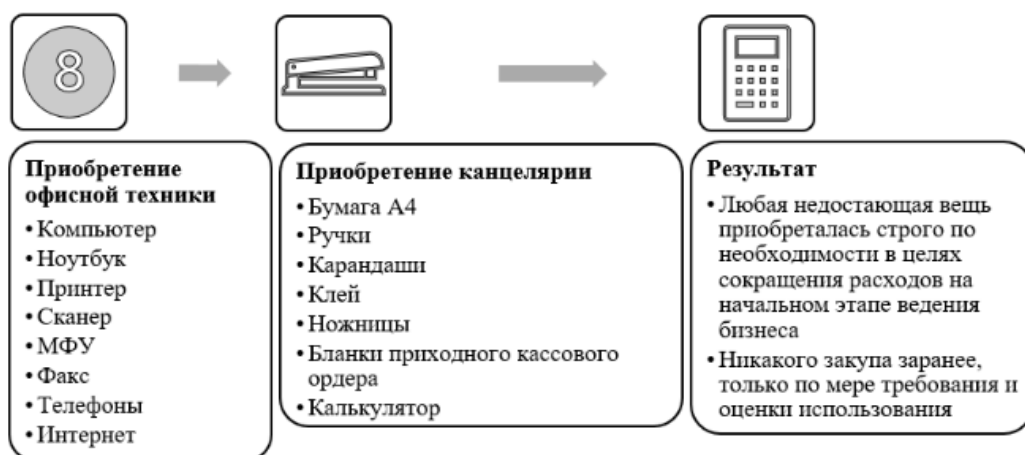 8
Приобретение
офисной техники
• Компьютер
• Ноутбук
• Принтер
• Сканер
• МФУ
• Факс
• Телефоны
• Интернет
Приобретение канцелярии
• Бумага А4
• Ручки
• Карандаши
• Клей
• Ножницы
• Бланки приходного кассового
ордера
• Калькулятор
Результат
• Любая недостающая вещь
приобреталась строго по
необходимости в целях
сокращения расходов на
начальном этапе ведения
бизнеса
• Никакого закупа заранее,
только по мере требования и
оценки использования